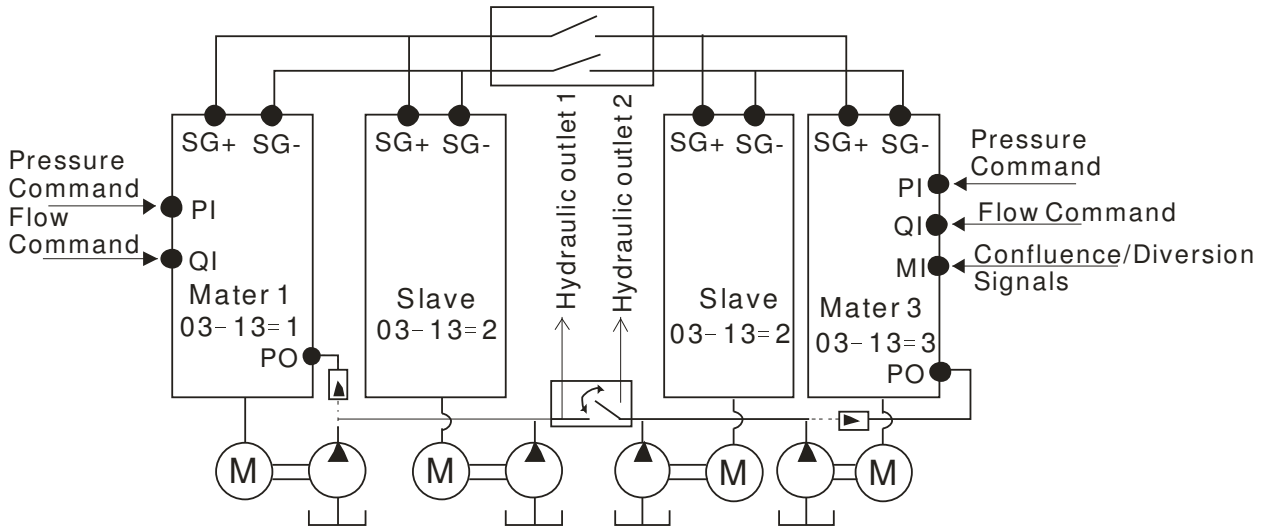 Hydraulic outlet 1
Hydraulic outlet 2
SG+ SG-
SG+ SG-
SG+ SG-
SG+ SG-
Pressure
Command
Flow
Command
PI
QI
Mater 1
03-13=1
PO
Slave
03-13=2
Slave
03-13=2
PI
QI
MI
Mater 3
03-13=3
PO
Pressure
Command
Flow Command
Confluence/Diversion
Signals
M
M
M
M